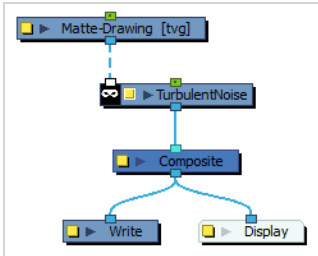 Matte-Drawing [tvg]
TurbulentNoise
Composite
Write
Display